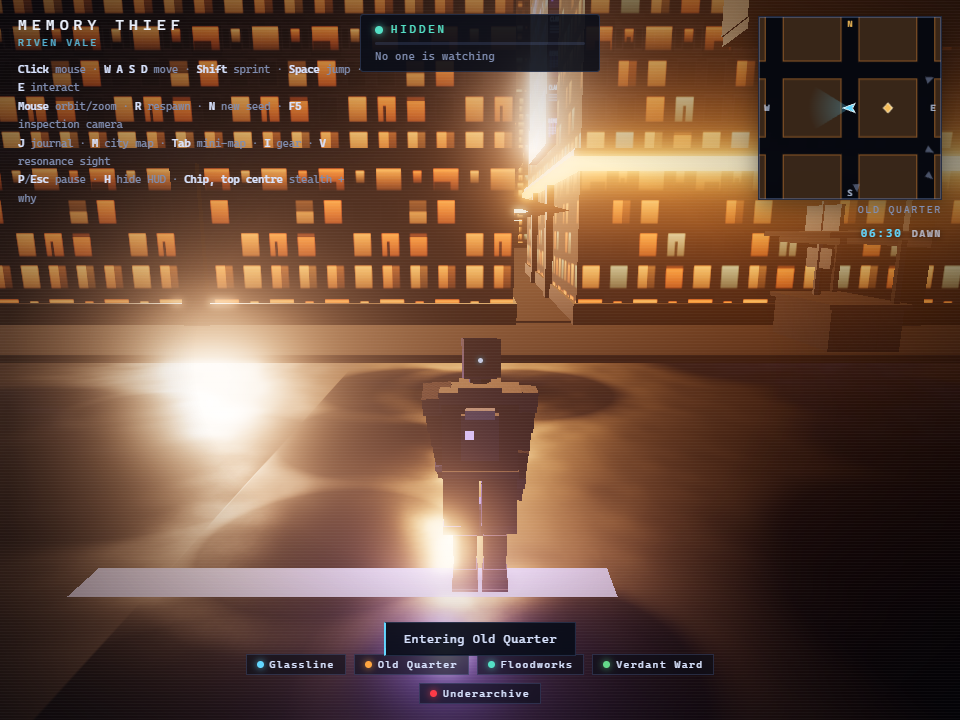 MEMORY THIEF
RIVEN VALE
Click mouse · W A S D move · Shift sprint · Space jump ·
E interact
Mouse orbit/zoom · R respawn · N new seed · F5
inspection camera
J journal · M city map · Tab mini-map · I gear · V
resonance sight
P/Esc pause · H hide HUD · Chip, top centre stealth
why
HIDDEN
No one is watching
N
W
E
S
OLD QUARTER
06:30 DAWN
Entering Old Quarter
Glassline
Old Quarter
Floodworks
Verdant Ward
Underarchive